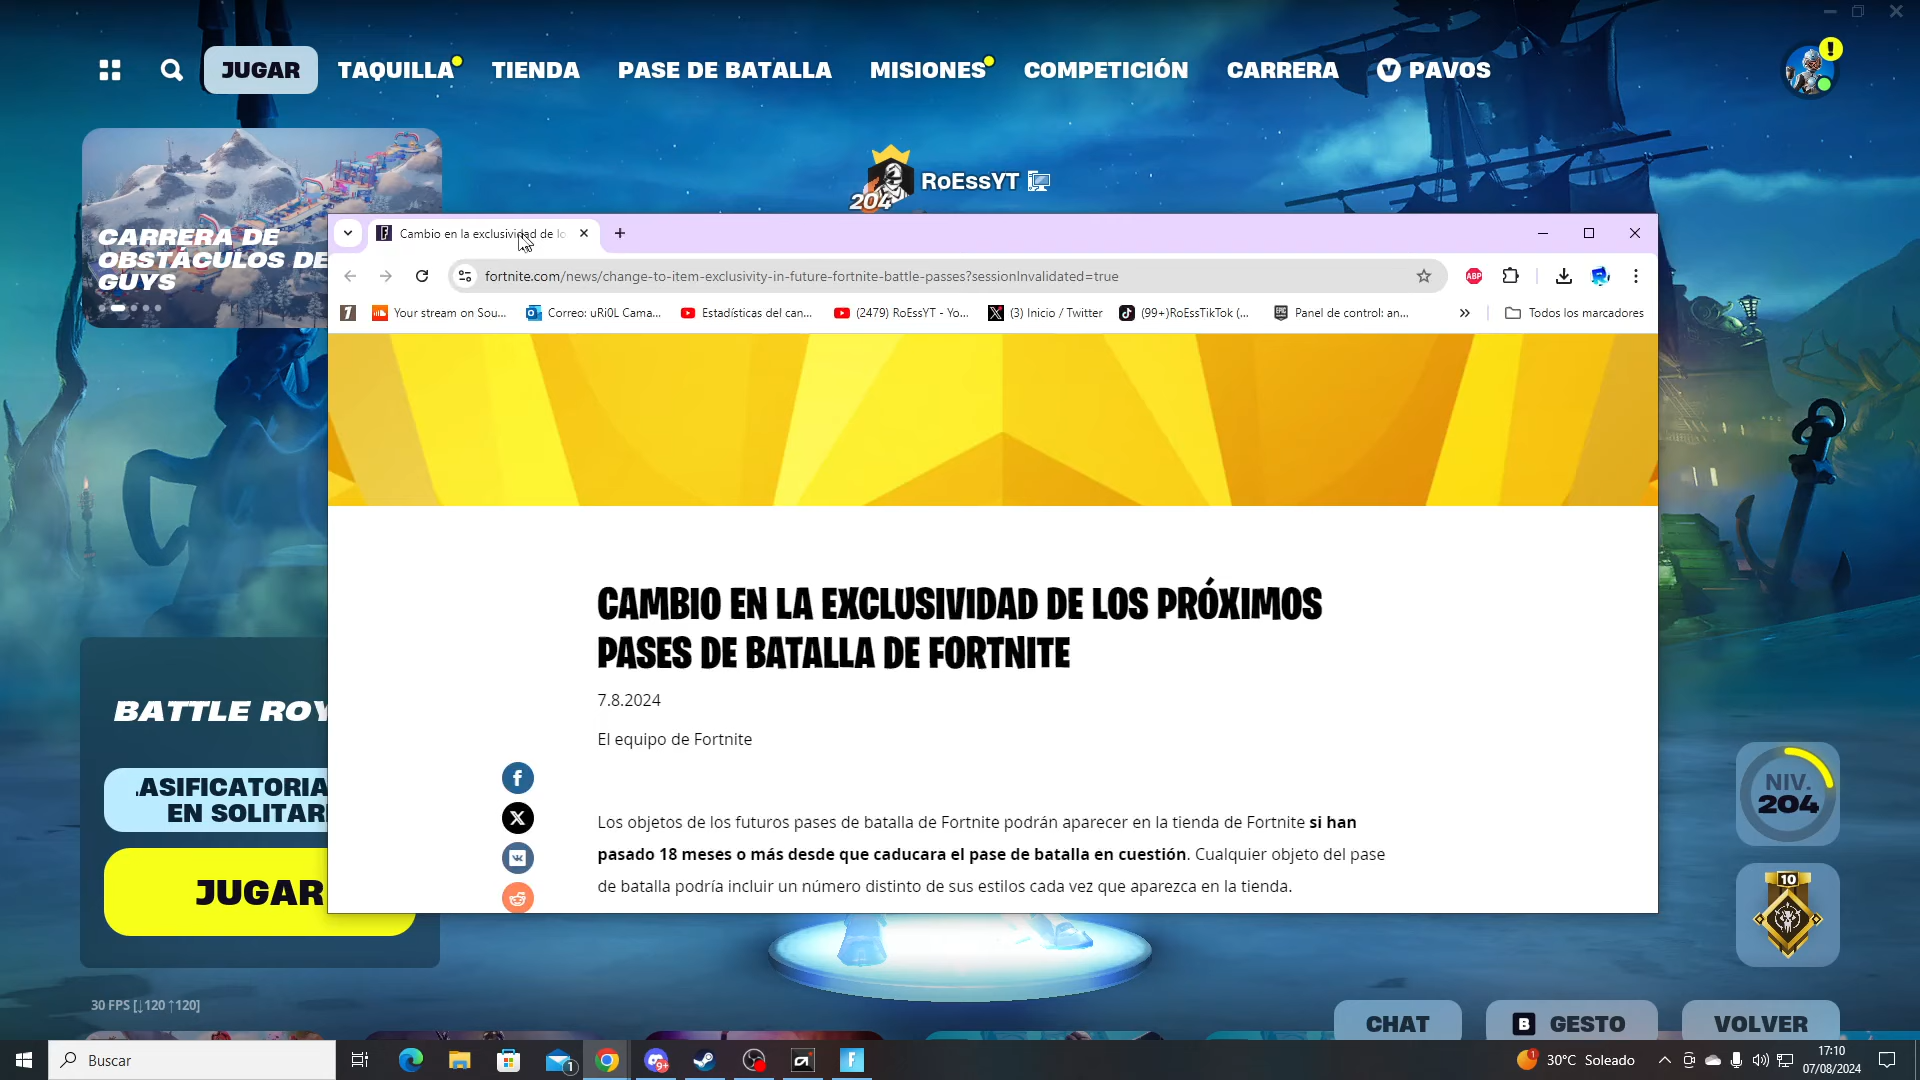 JUGAR
TAQUILLA
TIENDA
PASE DE BATALLA
MISIONES
COMPETICIÓN
CARRERA
V PAVOS
!
CARRERA DE
OBSTÁCULOS DE
GUYS
204
RoEssYT
Cambio en la exclusividad de lo
fortnite.com/news/change-to-item-exclusivity-in-future-fortnite-battle-passes?sessionInvalidated=true
ABP
Your stream on Sou...
Correo: uRi0L Cama...
Estadísticas del can...
(2479) RoEssYT - Yo...
(3) Inicio / Twitter
(99+)RoEssTikTok (...
Panel de control: an...
»
Todos los marcadores
CAMBIO EN LA EXCLUSIVIDAD DE LOS PRÓXIMOS
PASES DE BATALLA DE FORTNITE
7.8.2024
El equipo de Fortnite
Los objetos de los futuros pases de batalla de Fortnite podrán aparecer en la tienda de Fortnite si han
pasado 18 meses o más desde que caducara el pase de batalla en cuestión. Cualquier objeto del pase
de batalla podría incluir un número distinto de sus estilos cada vez que aparezca en la tienda.
BATTLE ROY
.ASIFICATORIA
EN SOLITAR
JUGAR
NIV.
204
10
30 FPS [↓120 ↑120]
CHAT
B GESTO
VOLVER
Buscar
1
9+
1
30°C Soleado
17:10
07/08/2024